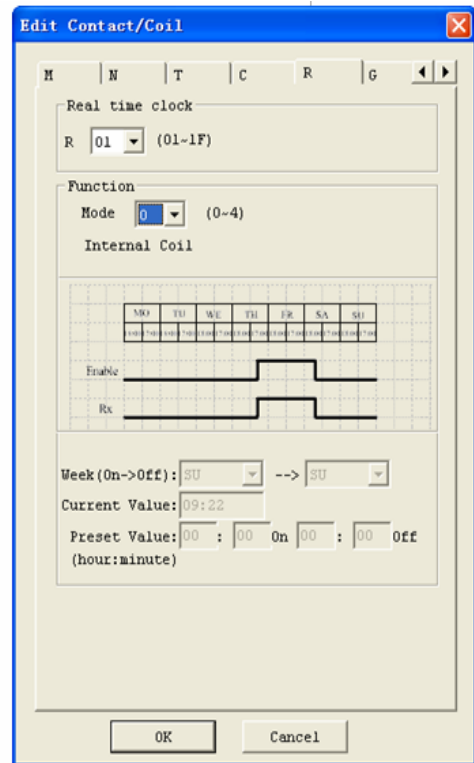 Edit Contact/Coil
M N T C R G
Real time clock
R 01 (01~1F)
Function
Mode 0 (0~4)
Internal Coil
MO TU WE TH FR SA SU
Enable
Rx
Week(On->Off): SU --> SU
Current Value: 09:22
Preset Value: 00 : 00 On 00 : 00 Off
(hour:minute)
OK Cancel